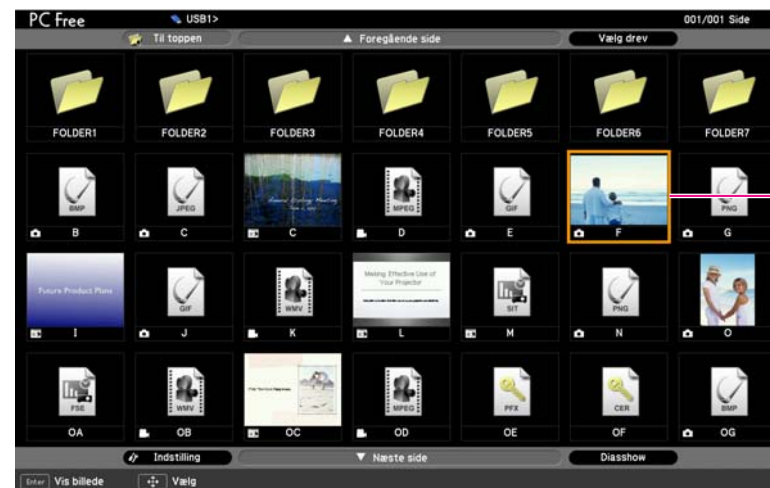 PC Free USB1> 001/001 Side
Til toppen ▲ Foregående side Vælg drev
FOLDER1 FOLDER2 FOLDER3 FOLDER4 FOLDER5 FOLDER6 FOLDER7
BMP JPEG MPEG GIF PNG
B C C D E F G
Future Product Plans GIF WMV Making Effective Use of
Your Projector
SIT PNG
I J K L M N O
FSE WMV MPEG PFX CER BMP
OA OB OC OD OE OF OG
Indstilling ▼ Næste side Diasshow
Enter Vis billede Vælg